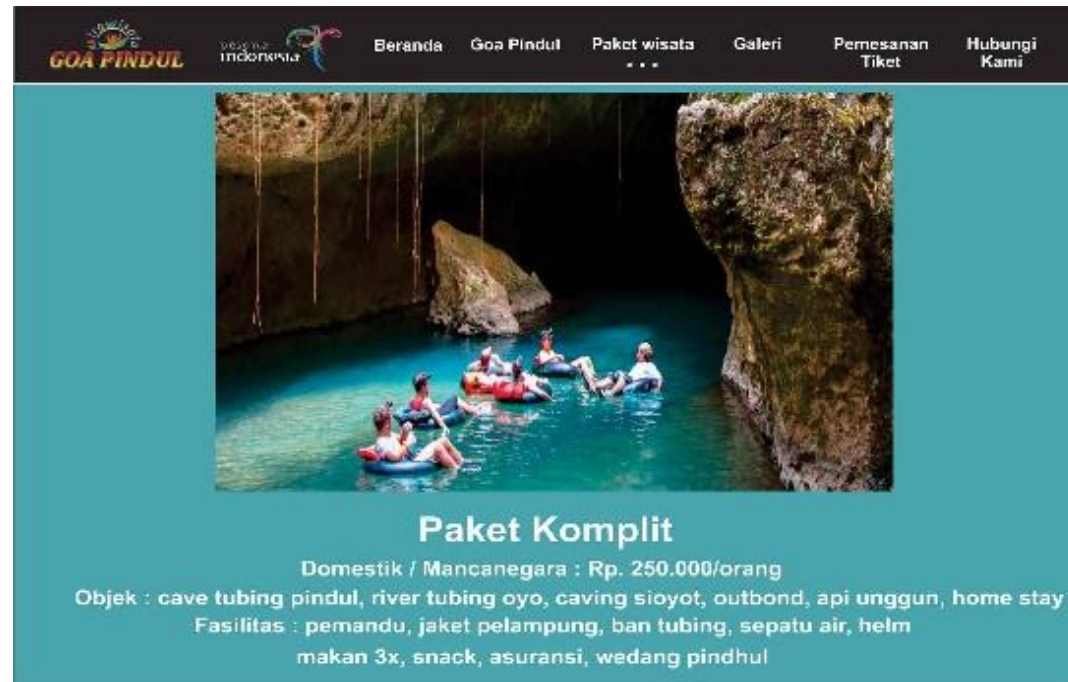 GOA PINDUL
pesona indonesia
Beranda
Goa Pindul
Paket wisata
Galeri
Pemesanan Tiket
Hubungi Kami
Paket Komplit
Domestik / Mancanegara : Rp. 250.000/orang
Objek : cave tubing pindul, river tubing oyo, caving sioyot, outbond, api unggun, home stay
Fasilitas : pemandu, jaket pelampung, ban tubing, sepatu air, helm
makan 3x, snack, asuransi, wedang pindhul